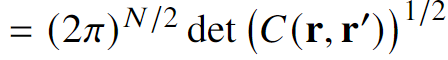 = (2π)^{N/2} det (C(𝐫, 𝐫′))^{1/2}